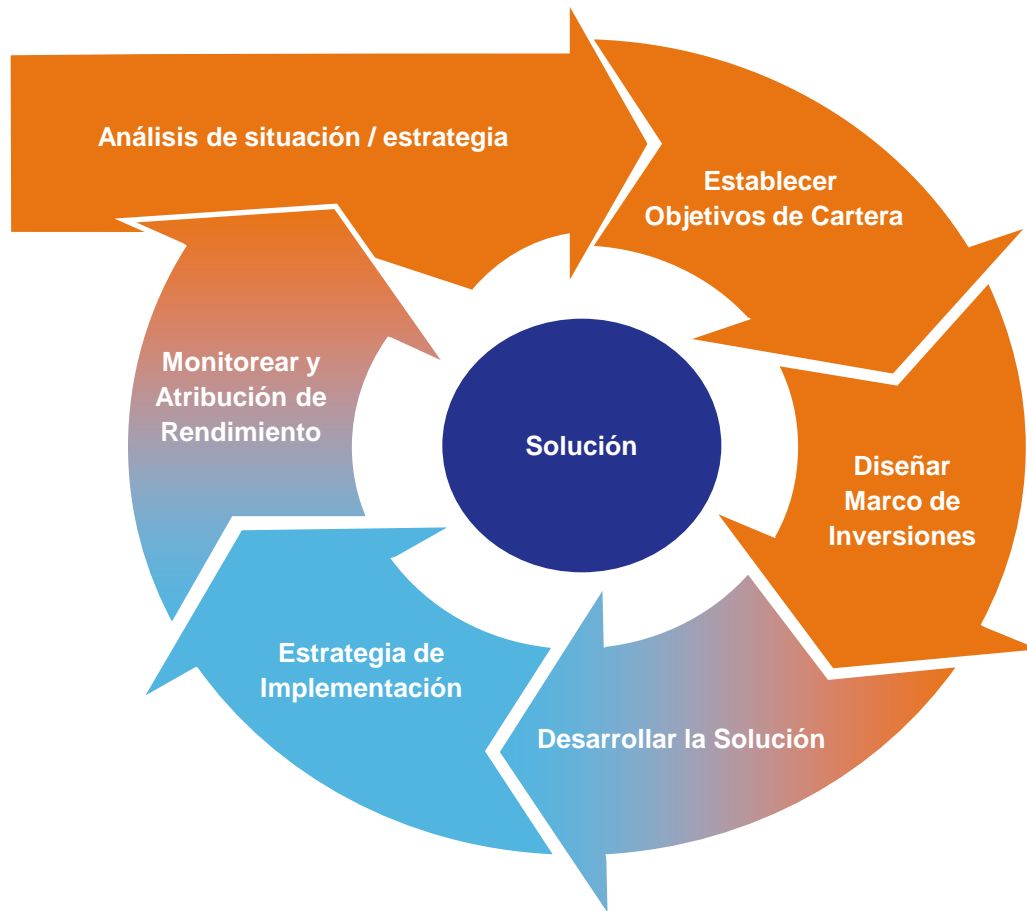 Análisis de situación / estrategia
Establecer
Objetivos de Cartera
Diseñar
Marco de
Inversiones
Desarrollar la Solución
Estrategia de
Implementación
Monitorear y
Atribución de
Rendimiento
Solución